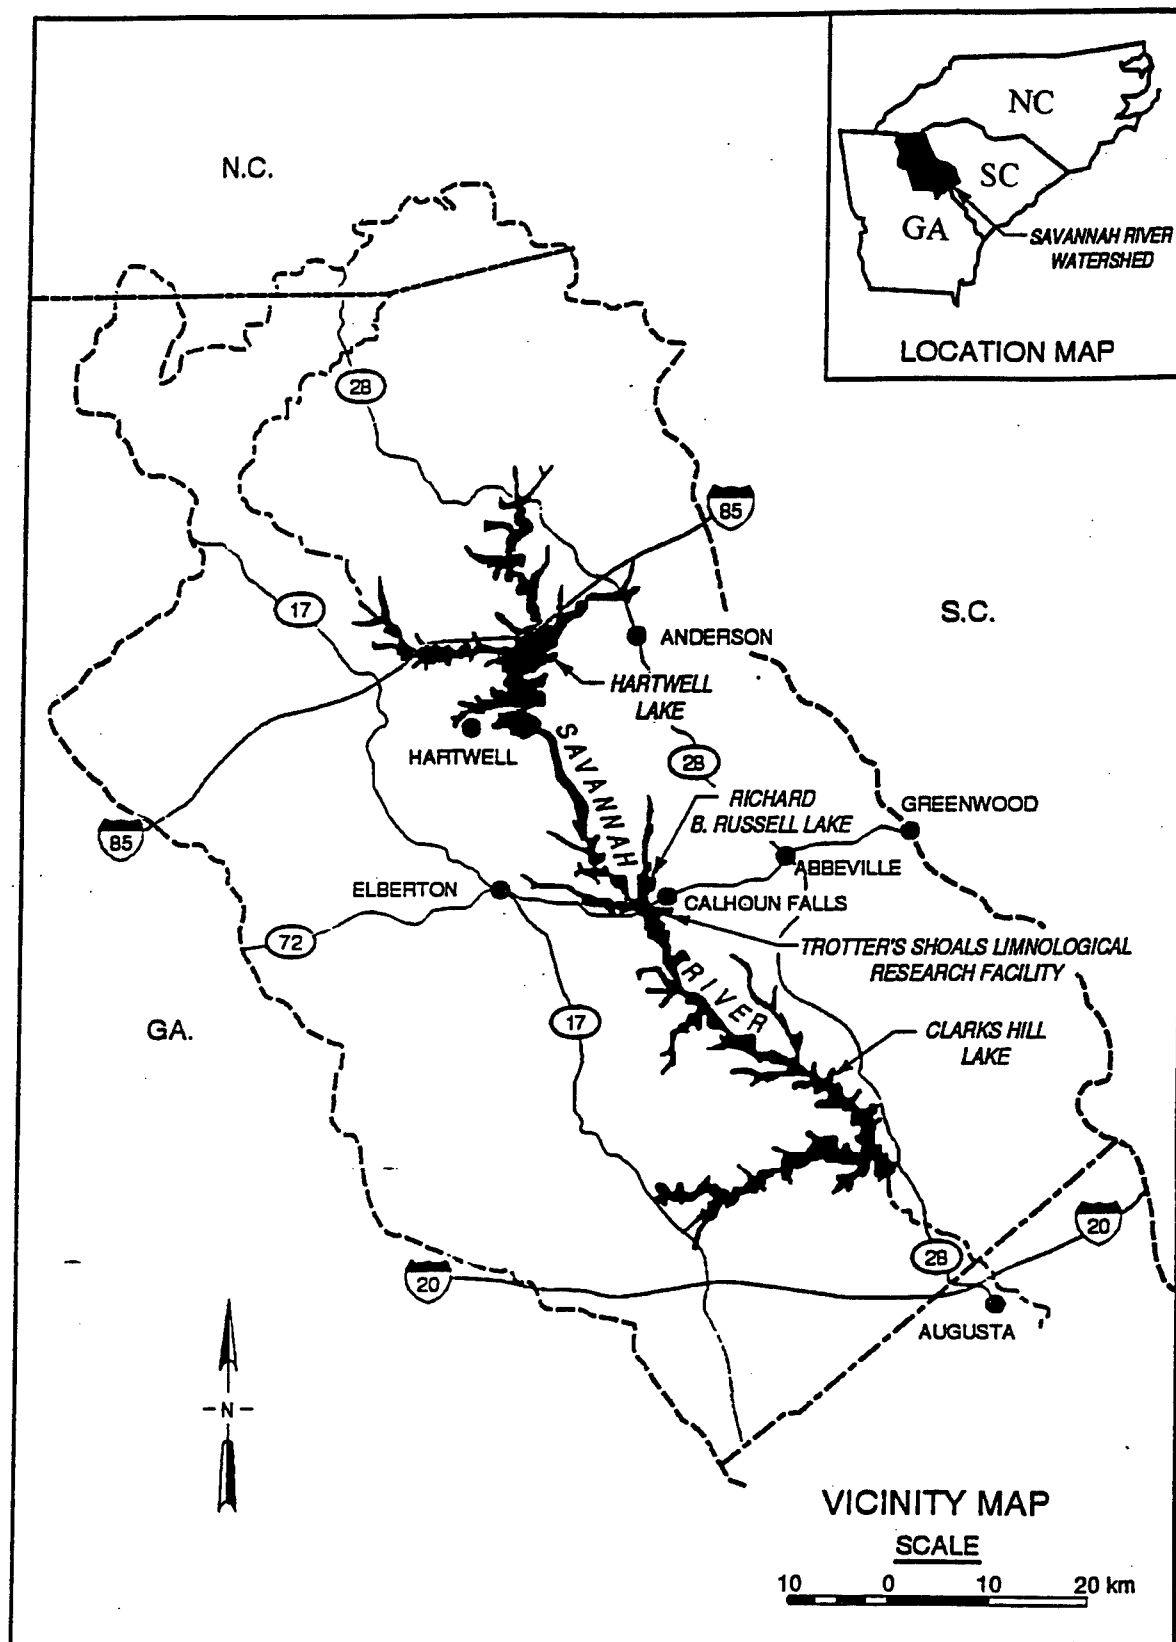 NC
SC
GA
SAVANNAH RIVER
WATERSHED
LOCATION MAP
N.C.
28
85
17
S.C.
ANDERSON
HARTWELL
LAKE
HARTWELL
SAVANNAH
28
RICHARD
B. RUSSELL LAKE
GREENWOOD
85
ABBEVILLE
ELBERTON
CALHOUN FALLS
72
TROTTER'S SHOALS LIMNOLOGICAL
RESEARCH FACILITY
RIVER
GA.
17
CLARKS HILL
LAKE
20
28
20
AUGUSTA
-N-
VICINITY MAP
SCALE
10 0 10 20 km